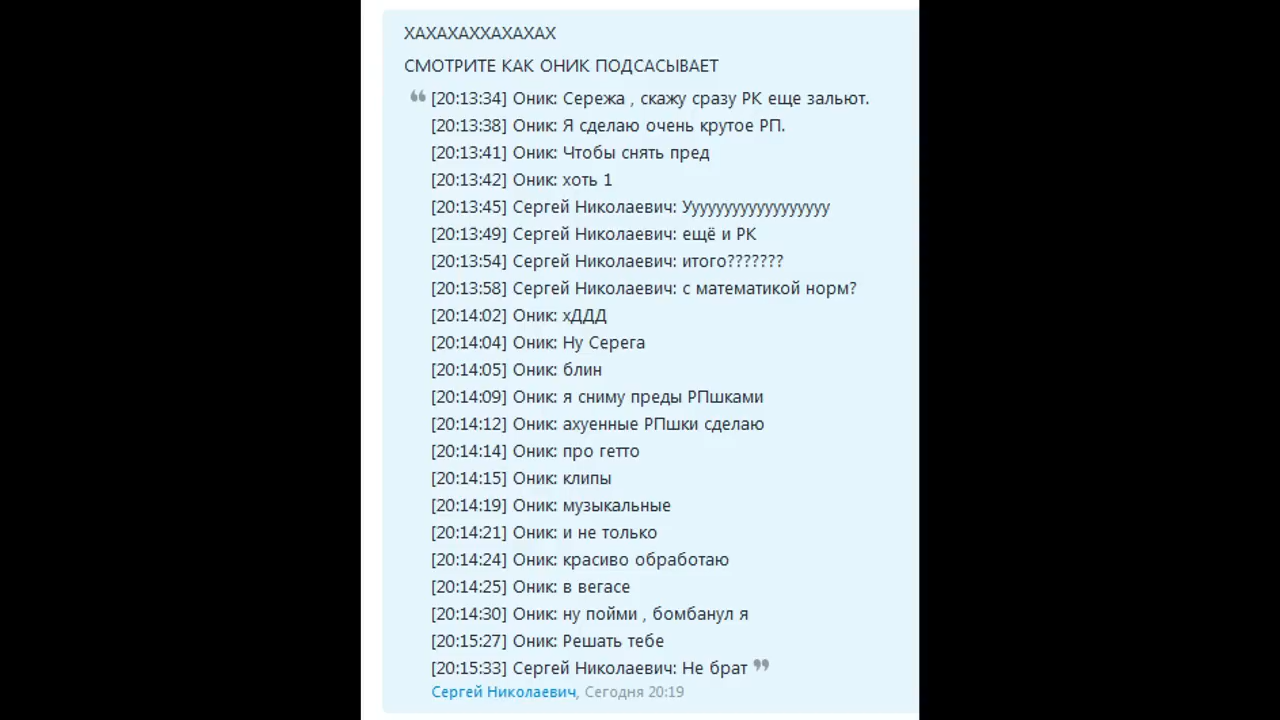 ХАХАХАХХАХАХАХ
СМОТРИТЕ КАК ОНИК ПОДСАСЫВАЕТ
[20:13:34] Оник: Сережа , скажу сразу РК еще зальют.
[20:13:38] Оник: Я сделаю очень крутое РП.
[20:13:41] Оник: Чтобы снять пред
[20:13:42] Оник: хоть 1
[20:13:45] Сергей Николаевич: Уууууууууууууууууу
[20:13:49] Сергей Николаевич: ещё и РК
[20:13:54] Сергей Николаевич: итого???????
[20:13:58] Сергей Николаевич: с математикой норм?
[20:14:02] Оник: хДДД
[20:14:04] Оник: Ну Серега
[20:14:05] Оник: блин
[20:14:09] Оник: я сниму преды РПшками
[20:14:12] Оник: ахуенные РПшки сделаю
[20:14:14] Оник: про гетто
[20:14:15] Оник: клипы
[20:14:19] Оник: музыкальные
[20:14:21] Оник: и не только
[20:14:24] Оник: красиво обработаю
[20:14:25] Оник: в вегасе
[20:14:30] Оник: ну пойми , бомбанул я
[20:15:27] Оник: Решать тебе
[20:15:33] Сергей Николаевич: Не брат
Сергей Николаевич, Сегодня 20:19